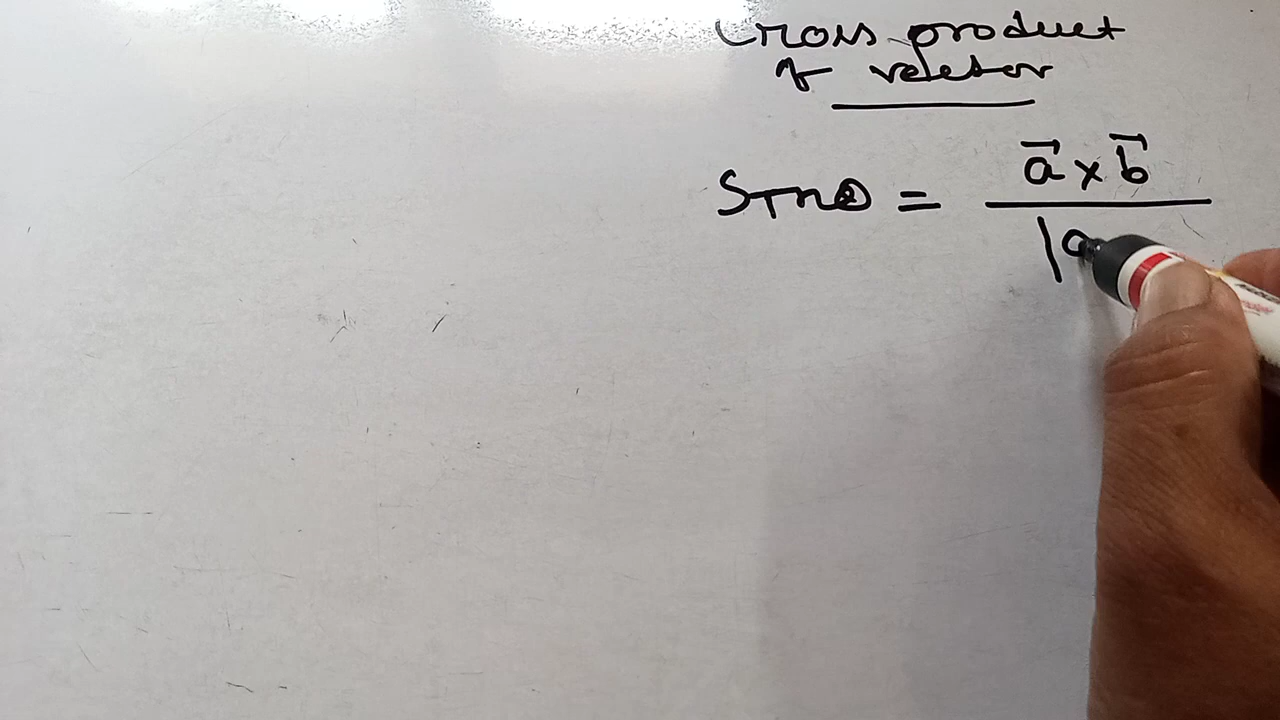 Cross product
of vector
Sinθ = a⃗ × b⃗
|a